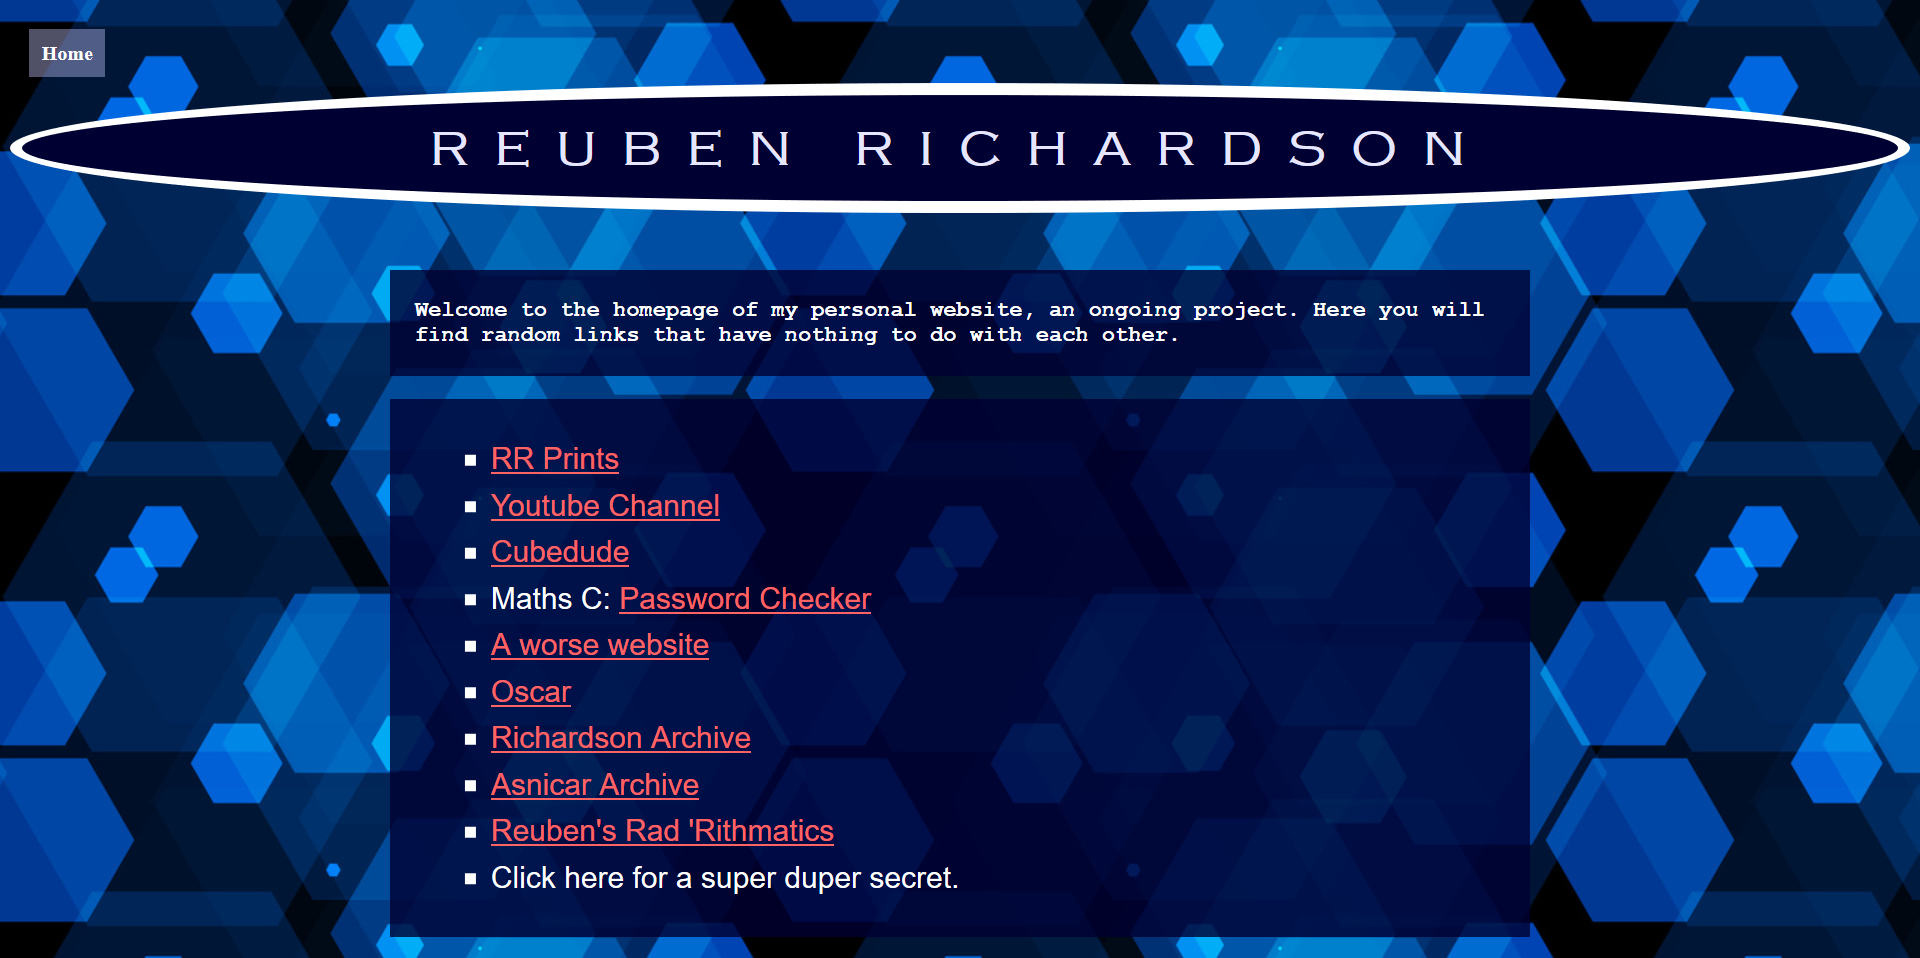 Home
REUBEN RICHARDSON
Welcome to the homepage of my personal website, an ongoing project. Here you will
find random links that have nothing to do with each other.
RR Prints
Youtube Channel
Cubedude
Maths C: Password Checker
A worse website
Oscar
Richardson Archive
Asnicar Archive
Reuben's Rad 'Rithmatics
Click here for a super duper secret.